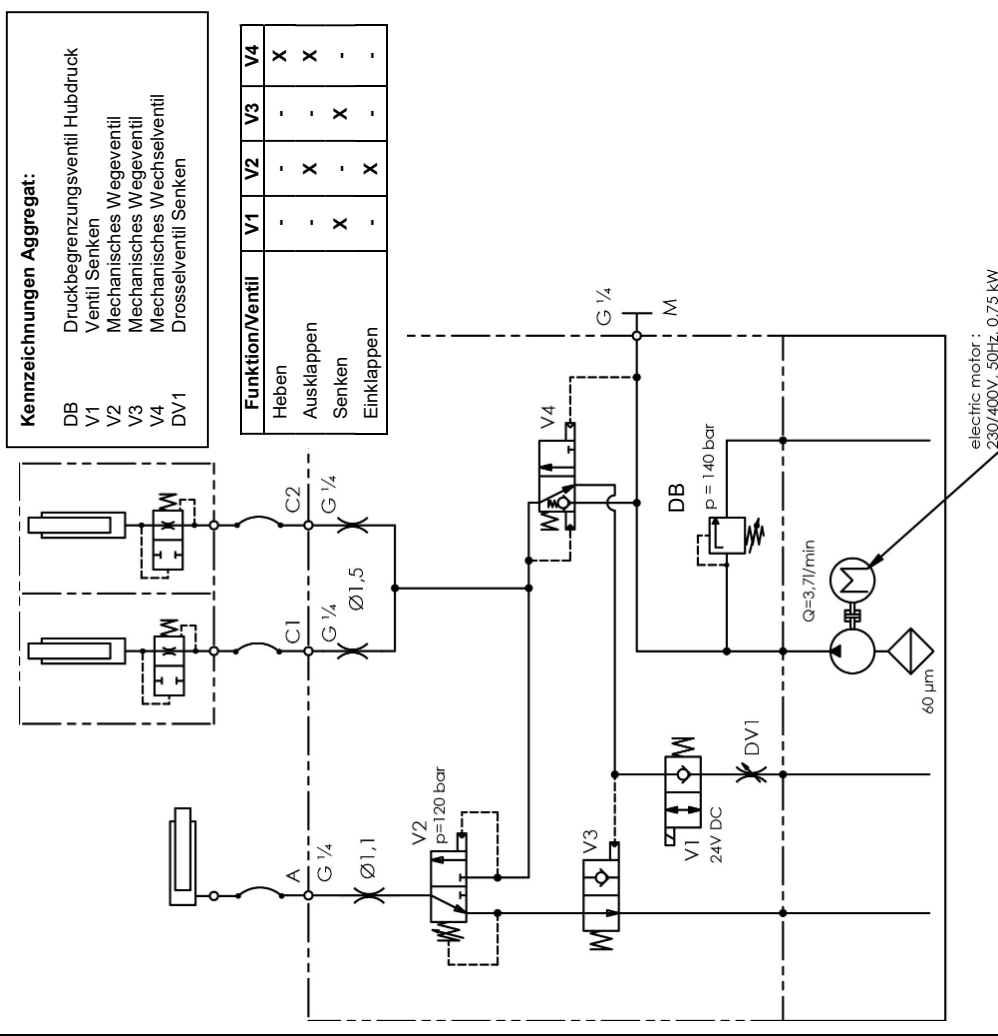 Kennzeichnungen Aggregat:
DB Druckbegrenzungsventil Hubdruck
V1 Ventil Senken
V2 Mechanisches Wegeventil
V3 Mechanisches Wegeventil
V4 Mechanisches Wechselventil
DV1 Drosselventil Senken
Funktion/Ventil V1 V2 V3 V4
Heben - - - X
Ausklappen - X - X
Senken X - X -
Einklappen - X - -
A
G ¼
Ø1,1
C1
G ¼
Ø1,5
C2
G ¼
V2
p=120 bar
V4
G ¼
M
V3
V1
24V DC
DV1
DB
p = 140 bar
Q=3,7l/min
M
60 µm
electric motor :
230/400V, 50Hz, 0,75 kW